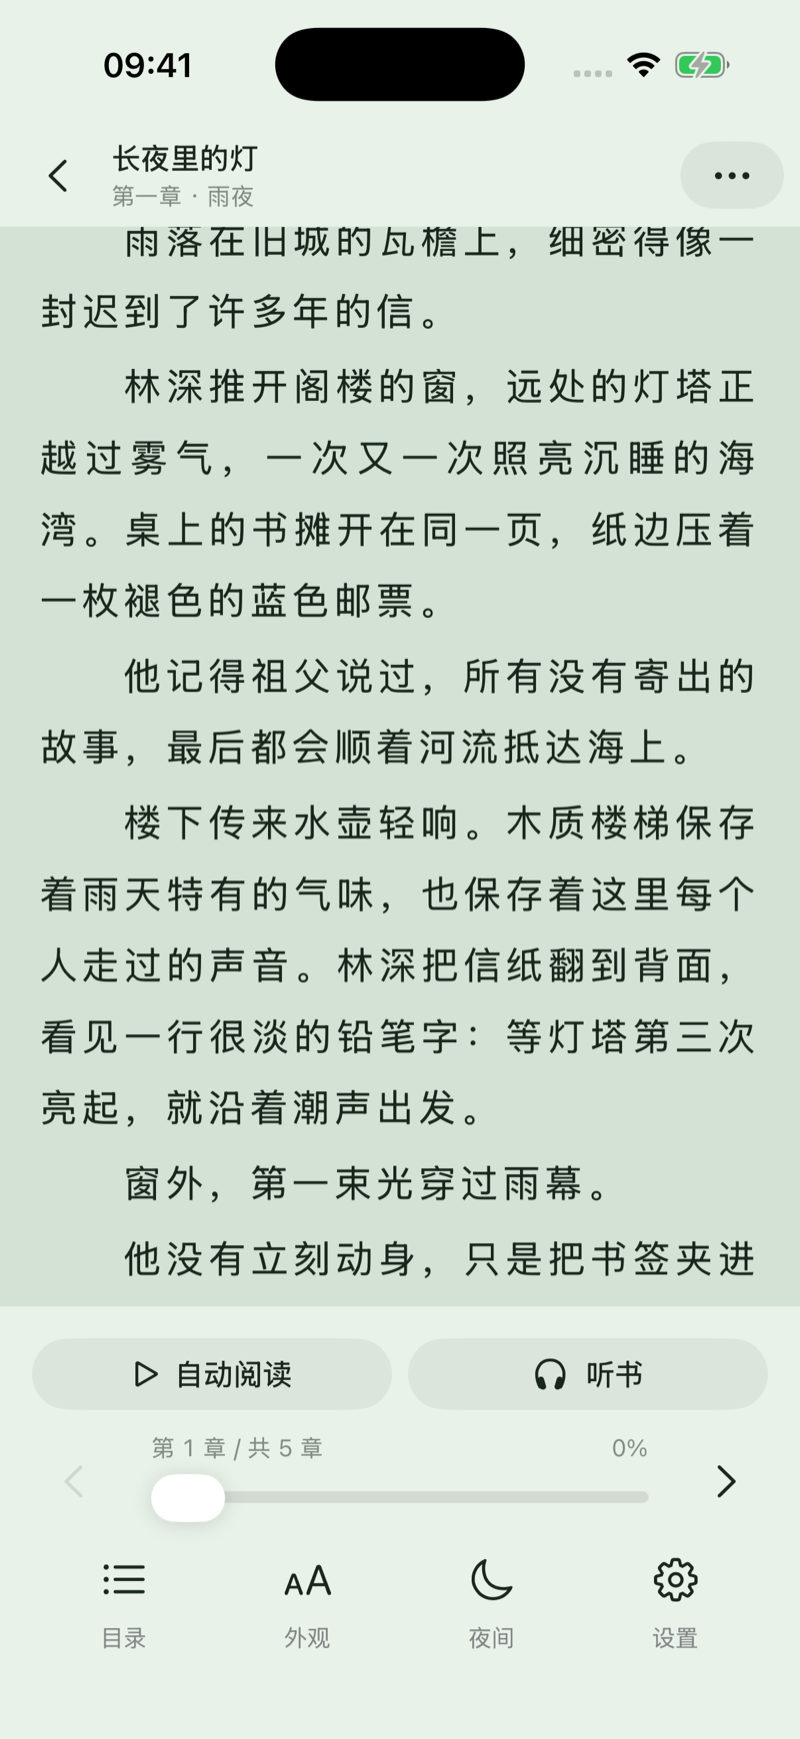 09:41
长夜里的灯
第一章 · 雨夜
雨落在旧城的瓦檐上，细密得像一
封迟到了许多年的信。
林深推开阁楼的窗，远处的灯塔正
越过雾气，一次又一次照亮沉睡的海
湾。桌上的书摊开在同一页，纸边压着
一枚褪色的蓝色邮票。
他记得祖父说过，所有没有寄出的
故事，最后都会顺着河流抵达海上。
楼下传来水壶轻响。木质楼梯保存
着雨天特有的气味，也保存着这里每个
人走过的声音。林深把信纸翻到背面，
看见一行很淡的铅笔字：等灯塔第三次
亮起，就沿着潮声出发。
窗外，第一束光穿过雨幕。
他没有立刻动身，只是把书签夹进
自动阅读
听书
第 1 章 / 共 5 章
0%
AA
目录
外观
夜间
设置